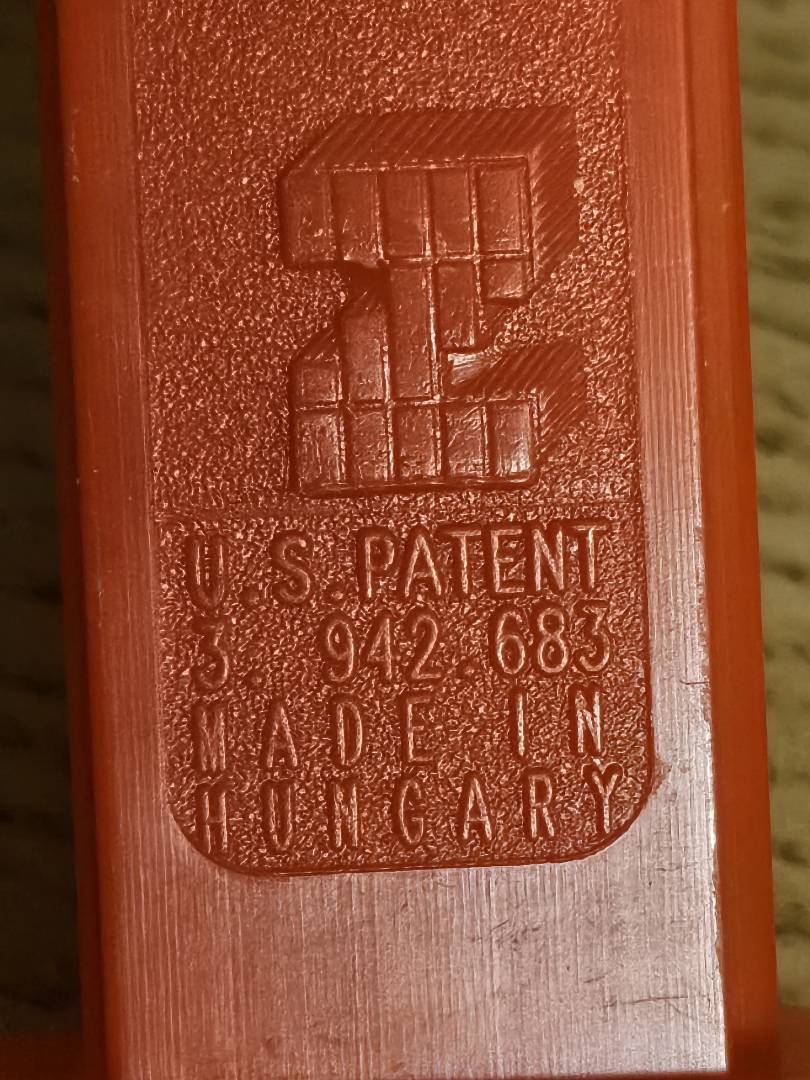 U.S. PATENT
3. 942.683
MADE IN
HUNGARY